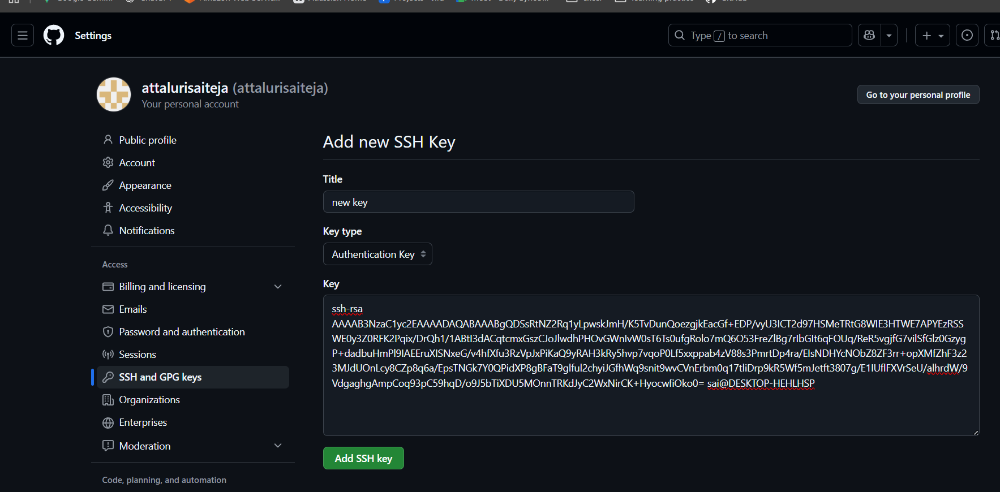 Settings
Type / to search
attalurisaiteja (attalurisaiteja)
Your personal account
Go to your personal profile
Public profile
Account
Appearance
Accessibility
Notifications
Access
Billing and licensing
Emails
Password and authentication
Sessions
SSH and GPG keys
Organizations
Enterprises
Moderation
Code, planning, and automation
Add new SSH Key
Title
new key
Key type
Authentication Key
Key
ssh-rsa
AAAAB3NzaC1yc2EAAAADAQABAAABgQDSsRtNZ2Rq1yLpwskJmH/K5TvDunQoezgjkEacGf+EDP/vyU3ICT2d97HSMeTRtG8WIE3HTWE7APYEzRSS
WE0y3Z0RFK2Pqix/DrQh1/1ABtI3dACqtcmxGszCJoJlwdhPHOvGWnIvW0sT6Ts0ufgRolo7mQ6O53FreZlBg7rIbGIt6qFOUq/ReR5vgjfG7vilSfGlz0Gzyg
P+dadbuHmPl9IAEEruXISNxeG/v4hfXfu3RzVpJxPiKaQ9yRAH3kRy5hvp7vqoP0Lf5xxppab4zV88s3PmrtDp4ra/EIsNDHYcNObZ8ZF3rr+opXMfZhF3z2
3MJdUOnLcy8CZp8q6a/EpsTNGk7Y0QPidXP8gBFaT9glful2chyiJGfhWq9snit9wvCVnErbm0q17tliDrp9kR5Wf5mJetft3807g/E1IUflFXVrSeU/alhrdW/9
VdgaghgAmpCoq93pC59hqD/o9J5bTiXDU5MOnnTRKdJyC2WxNirCK+HyocwfiOko0= sai@DESKTOP-HEHLHSP
Add SSH key